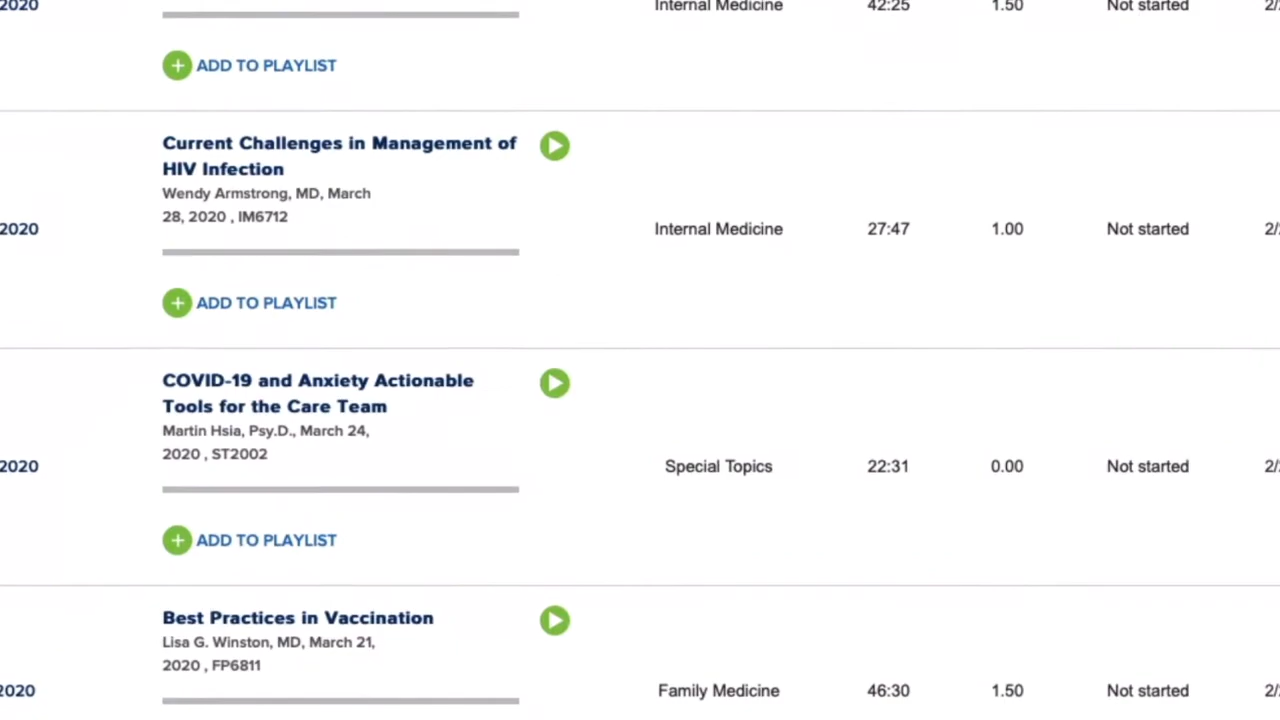 2020 Internal Medicine 42:25 1.50 Not started 2/
ADD TO PLAYLIST
Current Challenges in Management of
HIV Infection
Wendy Armstrong, MD, March
28, 2020 , IM6712
2020 Internal Medicine 27:47 1.00 Not started 2/
ADD TO PLAYLIST
COVID-19 and Anxiety Actionable
Tools for the Care Team
Martin Hsia, Psy.D., March 24,
2020 , ST2002
2020 Special Topics 22:31 0.00 Not started 2/
ADD TO PLAYLIST
Best Practices in Vaccination
Lisa G. Winston, MD, March 21,
2020 , FP6811
2020 Family Medicine 46:30 1.50 Not started 2/